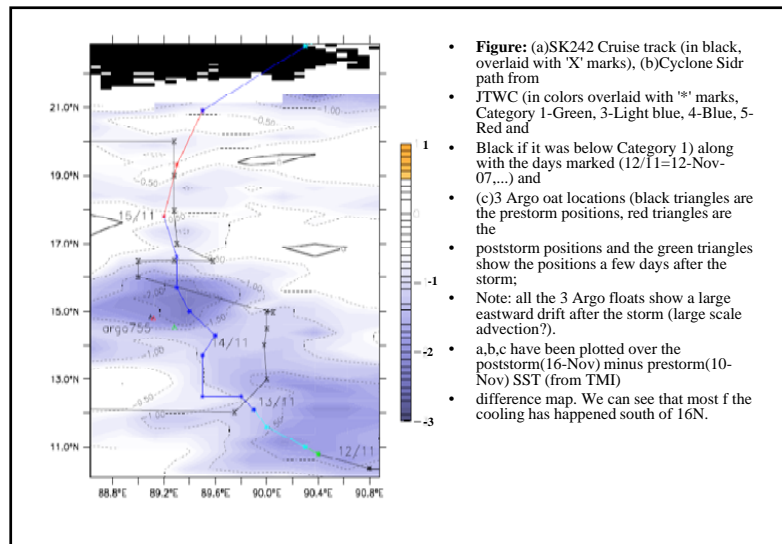 21.0°N
19.0°N
17.0°N
15.0°N
13.0°N
11.0°N
88.8°E 89.2°E 89.6°E 90.0°E 90.4°E 90.8°E
15/11
argo755
14/11
13/11
12/11
1
-1
-2
-3
• Figure: (a)SK242 Cruise track (in black,
overlaid with 'X' marks), (b)Cyclone Sidr
path from
• JTWC (in colors overlaid with '*' marks,
Category 1-Green, 3-Light blue, 4-Blue, 5-
Red and
• Black if it was below Category 1) along
with the days marked (12/11=12-Nov-
07,...) and
• (c)3 Argo oat locations (black triangles
are the prestorm positions, red triangles are
the
• poststorm positions and the green triangles
show the positions a few days after the
storm;
• Note: all the 3 Argo floats show a large
eastward drift after the storm (large scale
advection?).
• a,b,c have been plotted over the
poststorm(16-Nov) minus prestorm(10-
Nov) SST (from TMI)
• difference map. We can see that most f the
cooling has happened south of 16N.